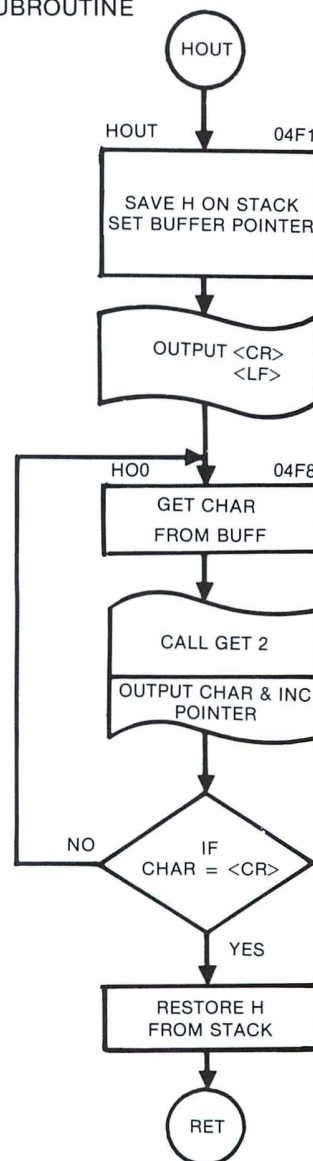 SUBROUTINE
HOUT
HOUT 04F1
SAVE H ON STACK
SET BUFFER POINTER
OUTPUT <CR>
<LF>
HO0 04F8
GET CHAR
FROM BUFF
CALL GET 2
OUTPUT CHAR & INC
POINTER
NO
IF
CHAR = <CR>
YES
RESTORE H
FROM STACK
RET